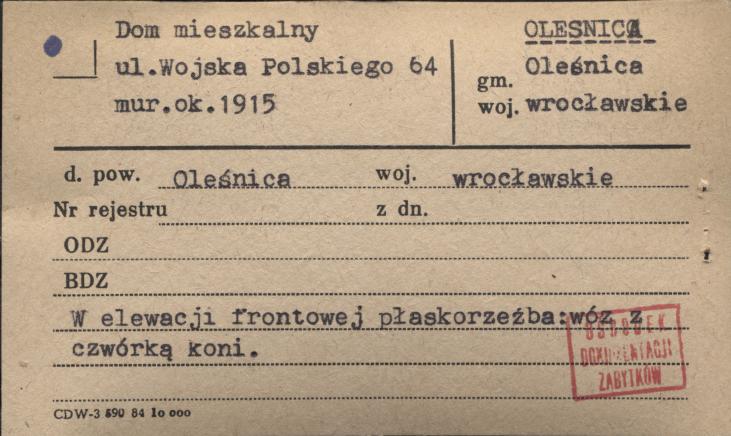 Dom mieszkalny
ul.Wojska Polskiego 64
mur.ok.1915
OLESNICA
gm. Oleśnica
woj. wrocławskie
d. pow. Oleśnica woj. wrocławskie
Nr rejestru z dn.
ODZ
BDZ
W elewacji frontowej płaskorzeźba:wóz z
czwórką koni.
OŚRODEK
DOKUMENTACJI
ZABYTKÓW
CDW-3 590 84 10 000